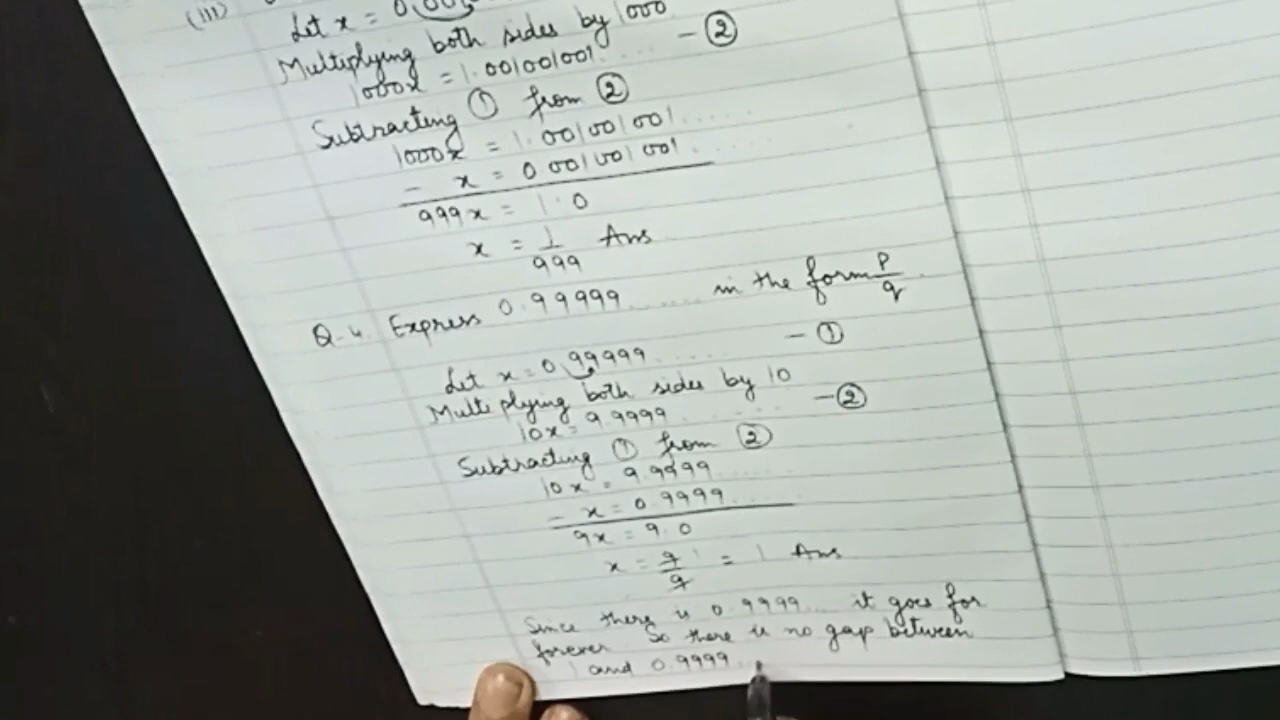 (iii)
Let x = 0.001
Multiplying both sides by 1000
1000x = 1.001001001..... - ②
Subtracting ① from ②
1000x = 1.001001001.....
- x = 0.001001001.....
999x = 1.0
x = 1/999 Ans
Q.4. Express 0.99999....... in the form p/q.
Let x = 0.99999..... - ①
Multiplying both sides by 10
10x = 9.9999..... - ②
Subtracting ① from ②
10x = 9.9999.....
- x = 0.9999.....
9x = 9.0
x = 9/9 1 = 1 Ans
Since there is 0.9999... it goes for
forever So there is no gap between
1 and 0.9999..